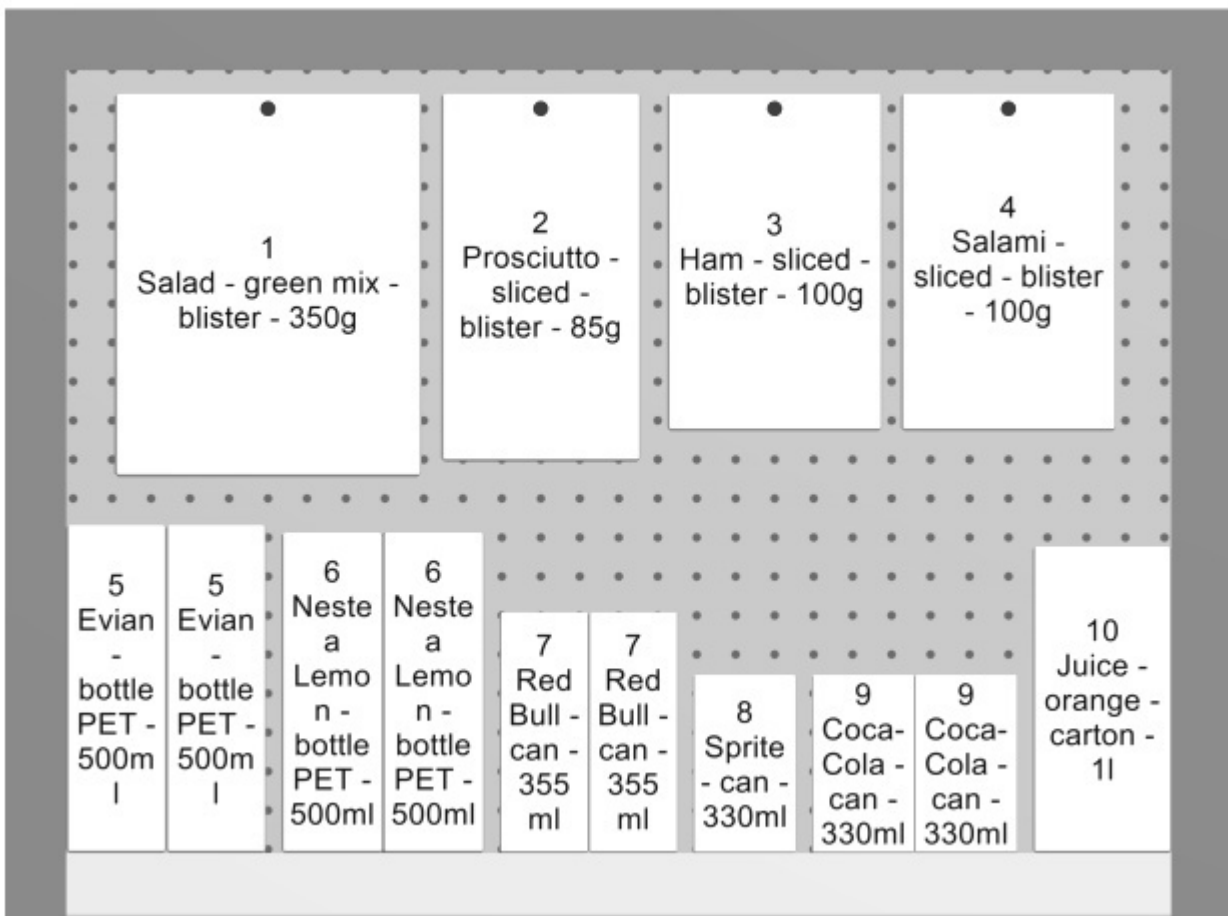 1
Salad - green mix -
blister - 350g
2
Prosciutto -
sliced -
blister - 85g
3
Ham - sliced -
blister - 100g
4
Salami -
sliced - blister
- 100g
5
Evian
-
bottle
PET -
500m
l
5
Evian
-
bottle
PET -
500m
l
6
Neste
a
Lemo
n -
bottle
PET -
500ml
6
Neste
a
Lemo
n -
bottle
PET -
500ml
7
Red
Bull -
can -
355
ml
7
Red
Bull -
can -
355
ml
8
Sprite
- can -
330ml
9
Coca-
Cola -
can -
330ml
9
Coca-
Cola -
can -
330ml
10
Juice -
orange -
carton -
1l